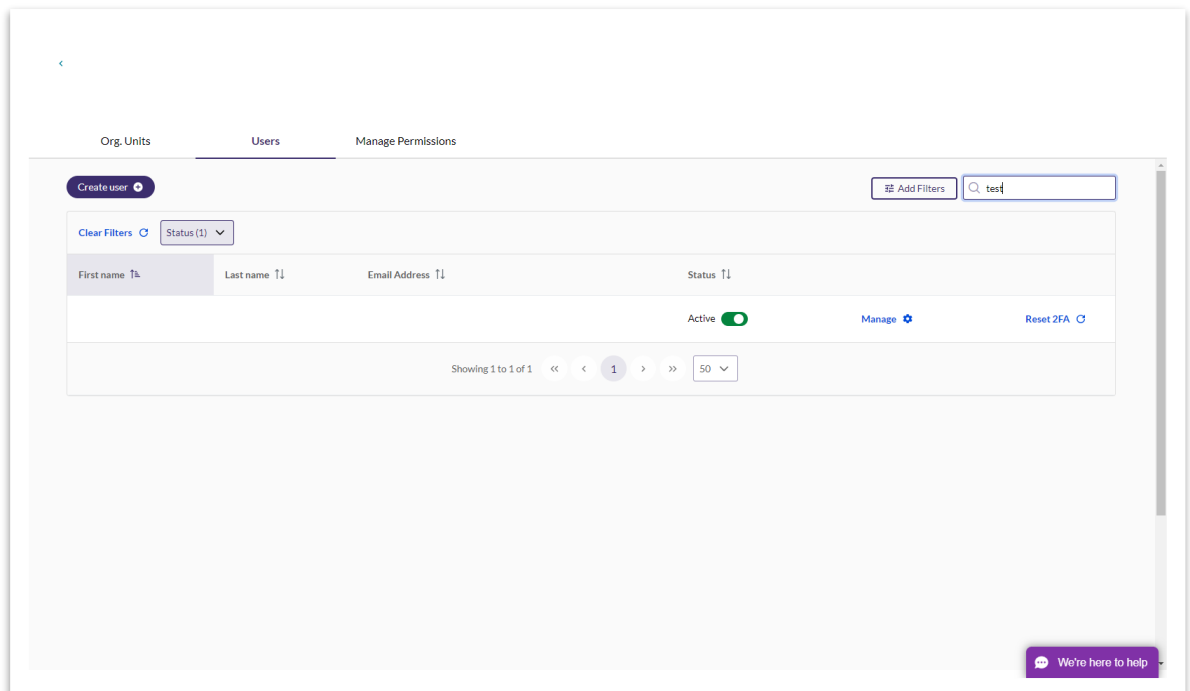 Org. Units Users Manage Permissions
Create user Add Filters test
Clear Filters Status (1)
First name Last name Email Address Status
Active Manage Reset 2FA
Showing 1 to 1 of 1 1 50
We're here to help